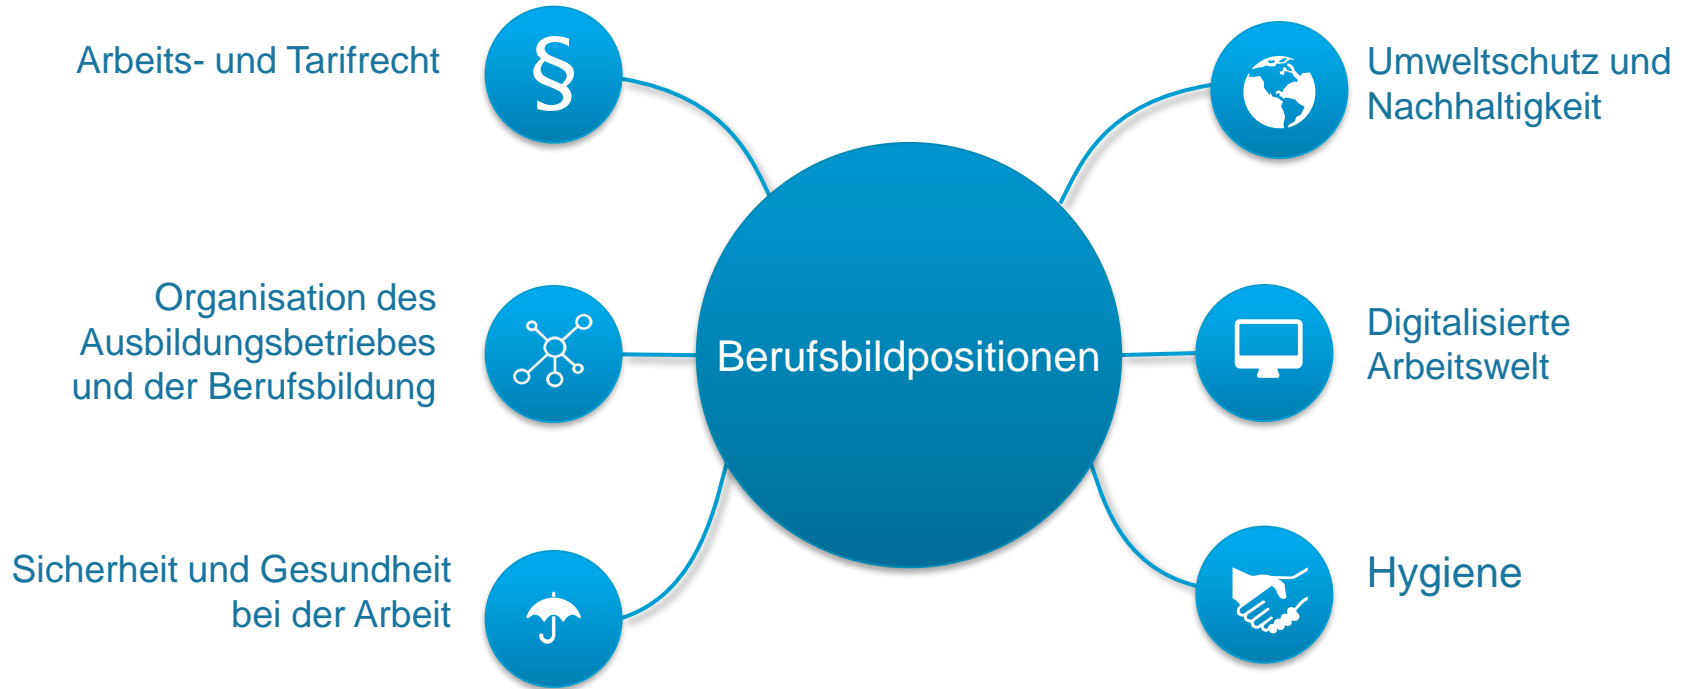 Arbeits- und Tarifrecht
§
Organisation des
Ausbildungsbetriebes
und der Berufsbildung
Sicherheit und Gesundheit
bei der Arbeit
Berufsbildpositionen
Umweltschutz und
Nachhaltigkeit
Digitalisierte
Arbeitswelt
Hygiene